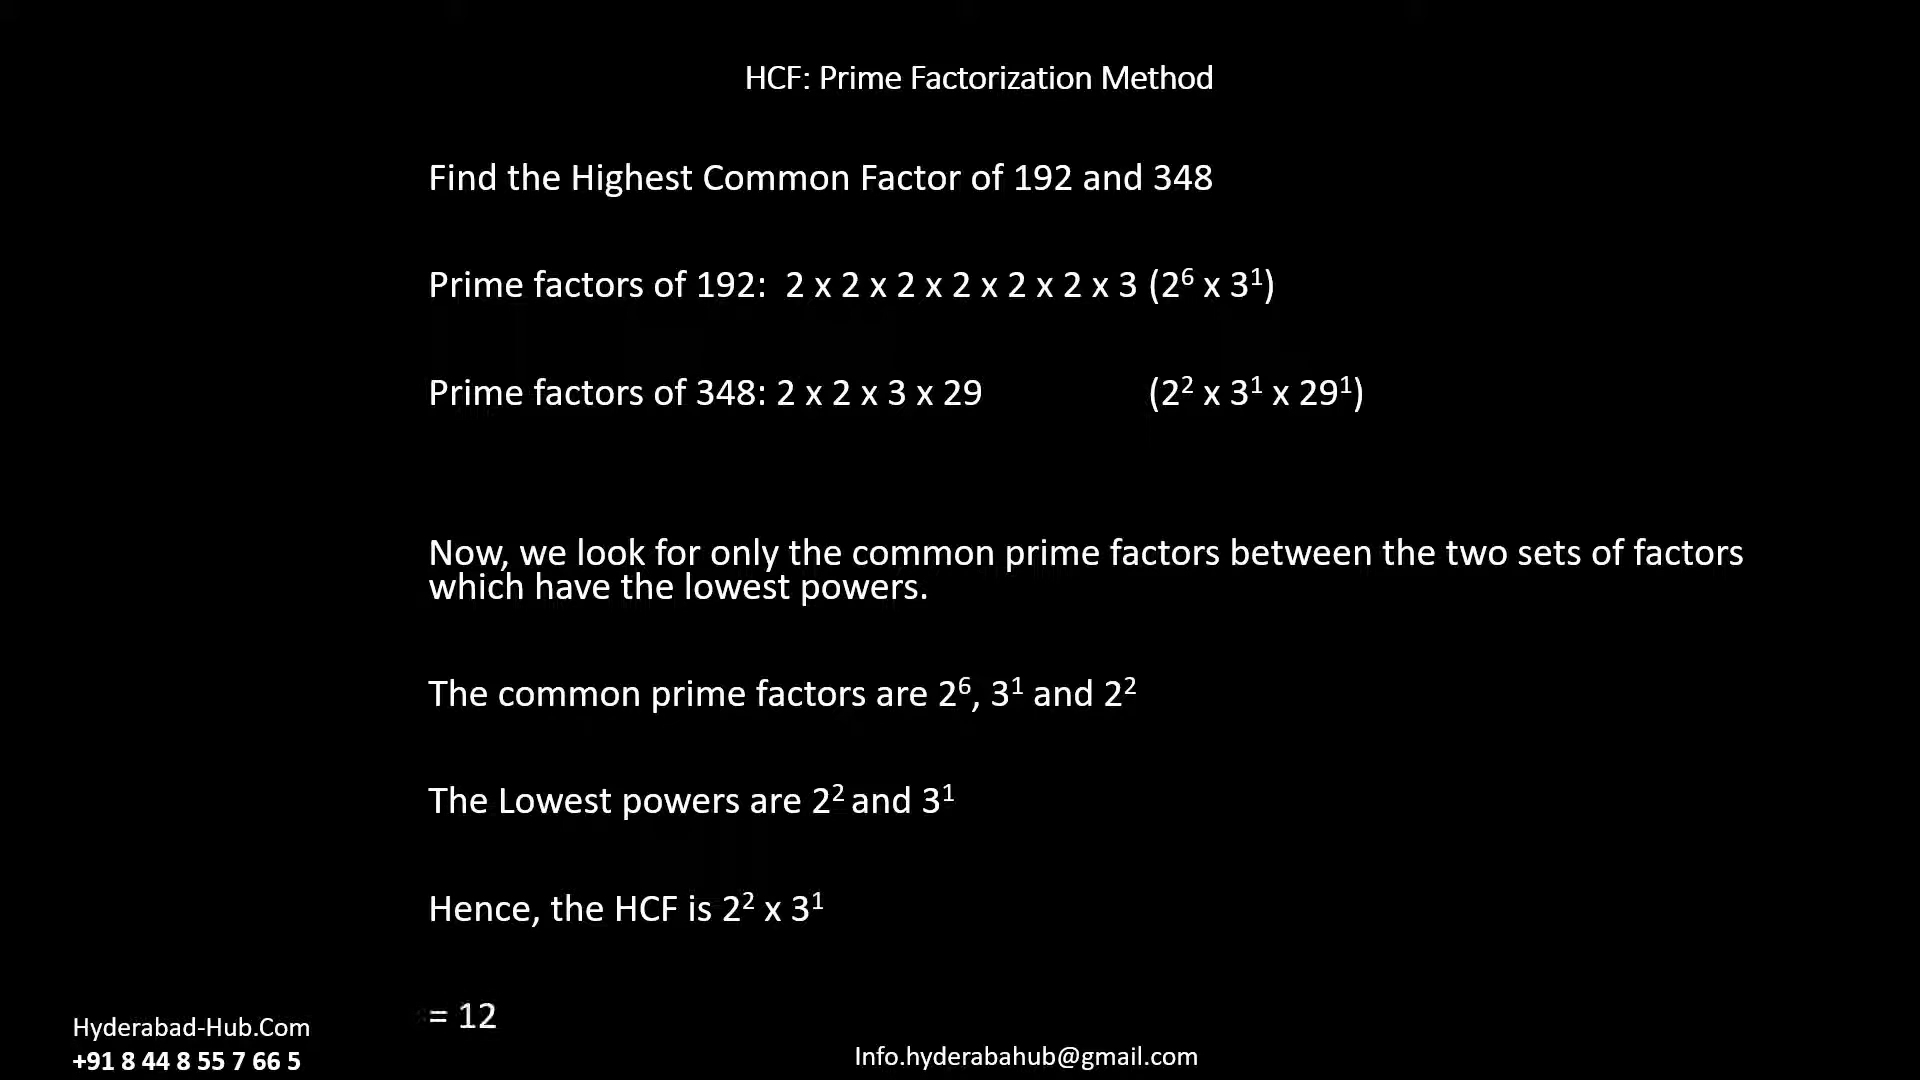 HCF: Prime Factorization Method
Find the Highest Common Factor of 192 and 348
Prime factors of 192:  2 x 2 x 2 x 2 x 2 x 2 x 3 (2⁶ x 3¹)
Prime factors of 348: 2 x 2 x 3 x 29 (2² x 3¹ x 29¹)
Now, we look for only the common prime factors between the two sets of factors
which have the lowest powers.
The common prime factors are 2⁶, 3¹ and 2²
The Lowest powers are 2² and 3¹
Hence, the HCF is 2² x 3¹
= 12
Hyderabad-Hub.Com
+91 8 44 8 55 7 66 5
Info.hyderabahub@gmail.com